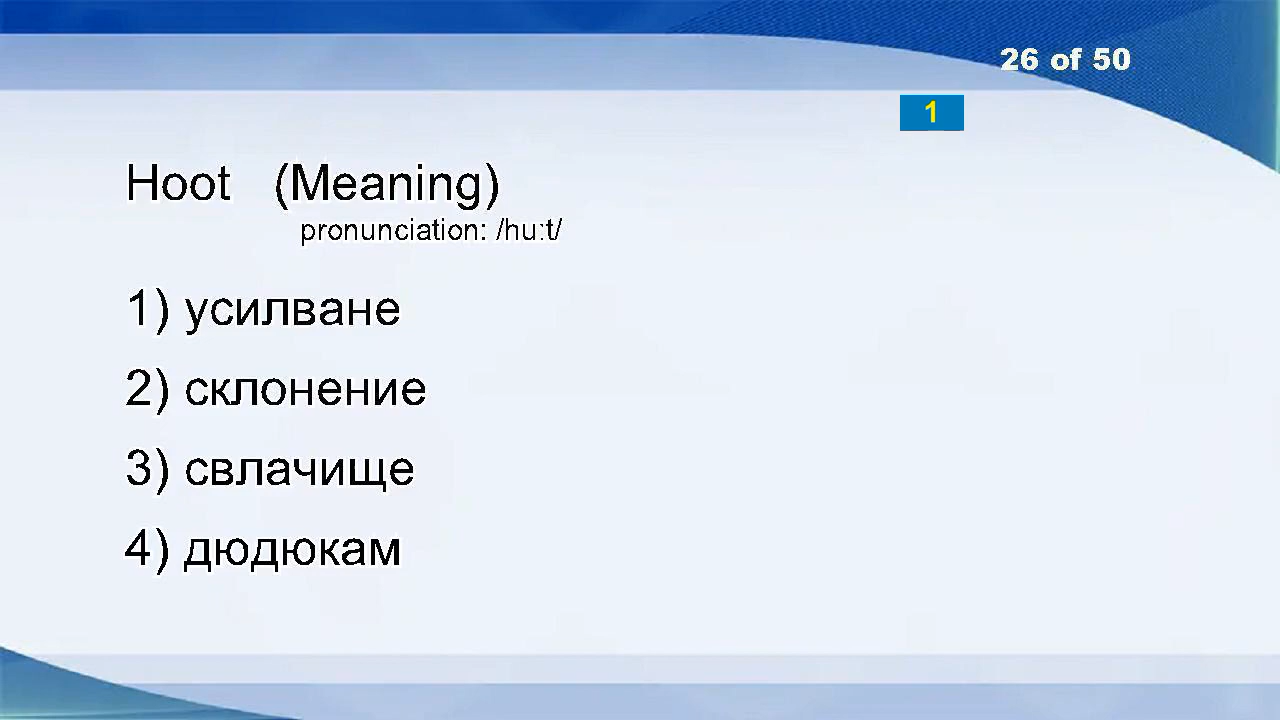 26 of 50
1
Hoot (Meaning)
pronunciation: /hu:t/
1) усилване
2) склонение
3) свлачище
4) дюдюкам